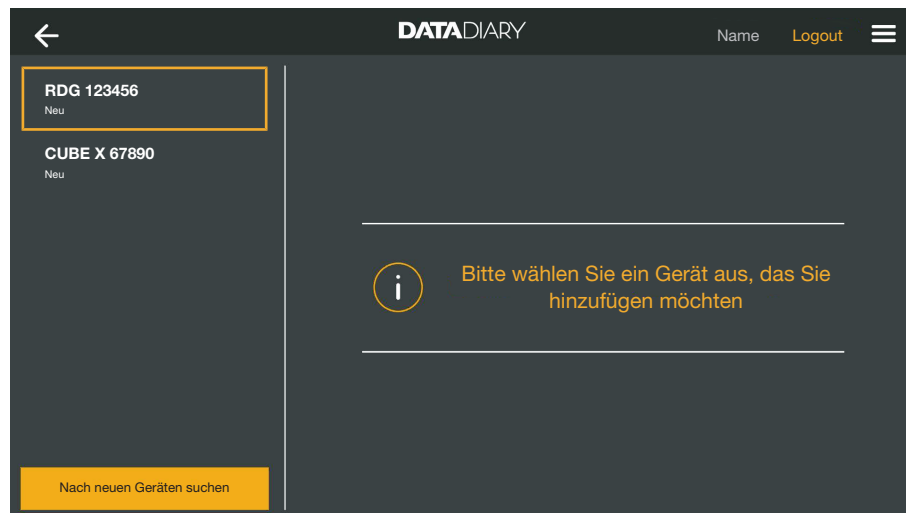 DATADIARY
Name
Logout
RDG 123456
Neu
CUBE X 67890
Neu
Bitte wählen Sie ein Gerät aus, das Sie
hinzufügen möchten
Nach neuen Geräten suchen